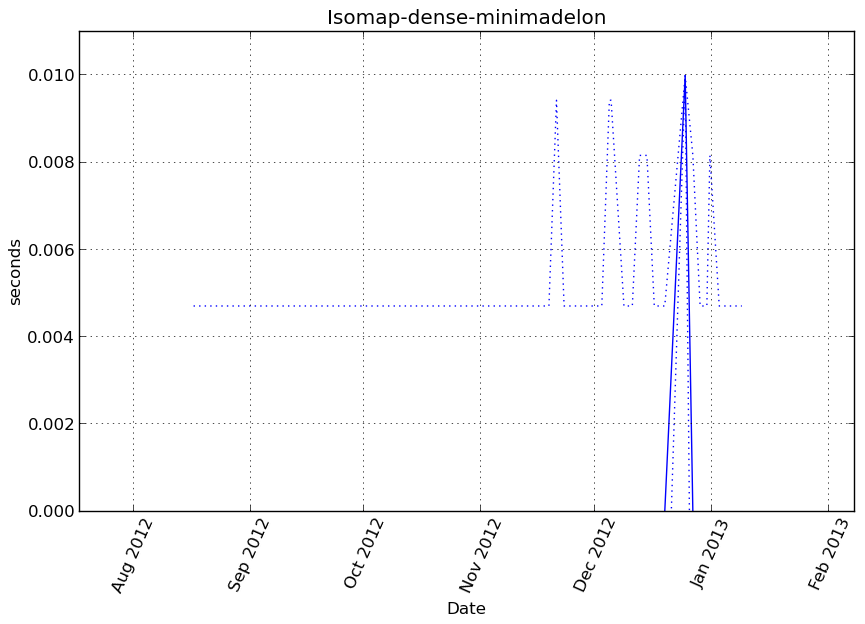 Isomap-dense-minimadelon
0.010
0.008
0.006
0.004
0.002
0.000
seconds
Aug 2012
Sep 2012
Oct 2012
Nov 2012
Dec 2012
Jan 2013
Feb 2013
Date